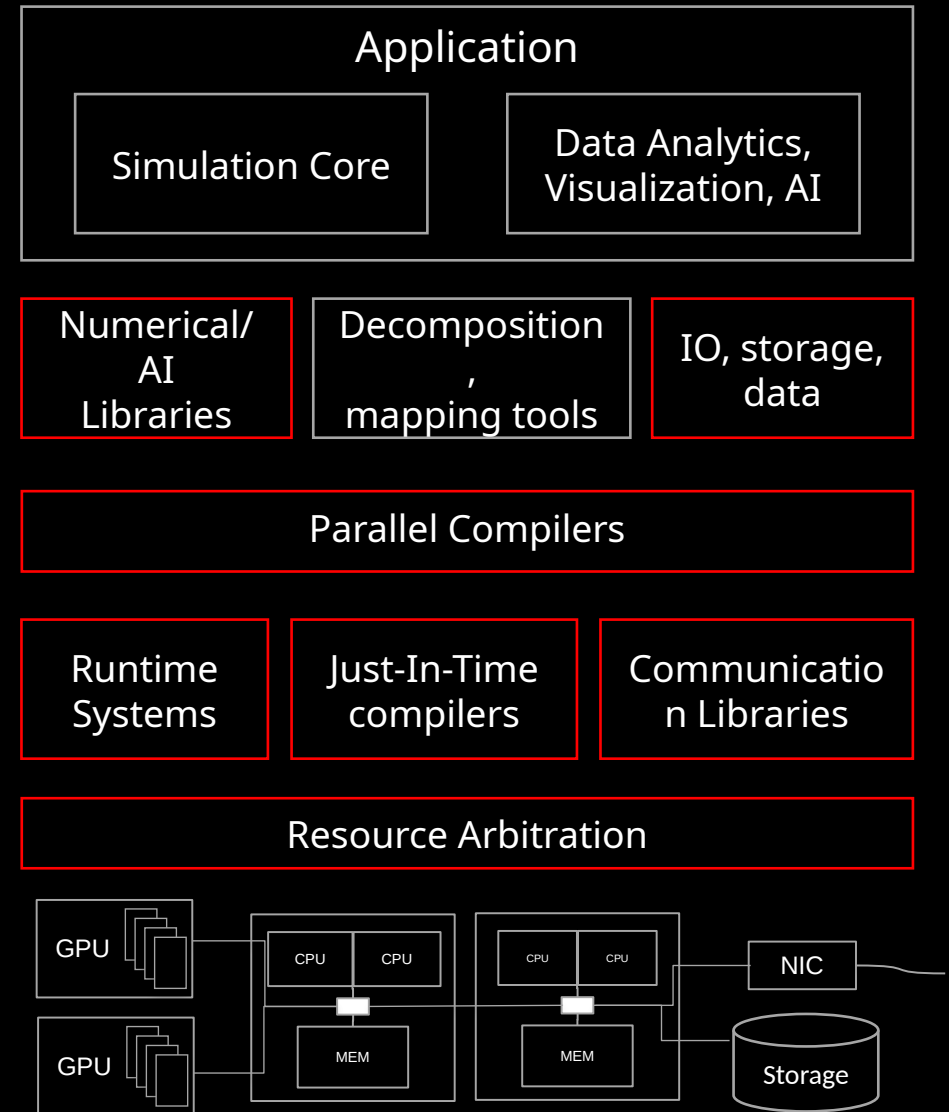 Application
Simulation Core
Data Analytics,
Visualization, AI
Numerical/
AI
Libraries
Decomposition
,
mapping tools
IO, storage,
data
Parallel Compilers
Runtime
Systems
Just-In-Time
compilers
Communicatio
n Libraries
Resource Arbitration
GPU
CPU
CPU
MEM
CPU
CPU
MEM
NIC
GPU
Storage